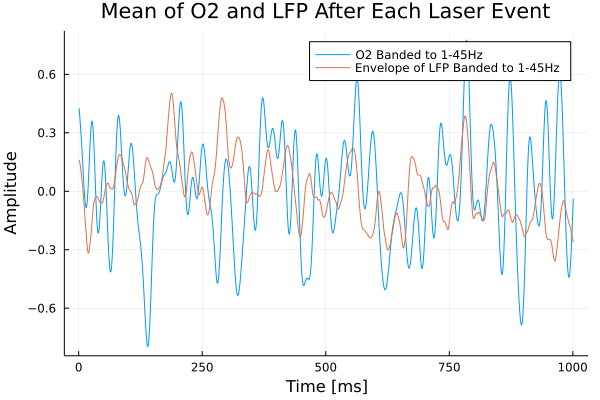 Mean of O2 and LFP After Each Laser Event
O2 Banded to 1-45Hz
Envelope of LFP Banded to 1-45Hz
Amplitude
0.6
0.3
0.0
−0.3
−0.6
0 250 500 750 1000
Time [ms]